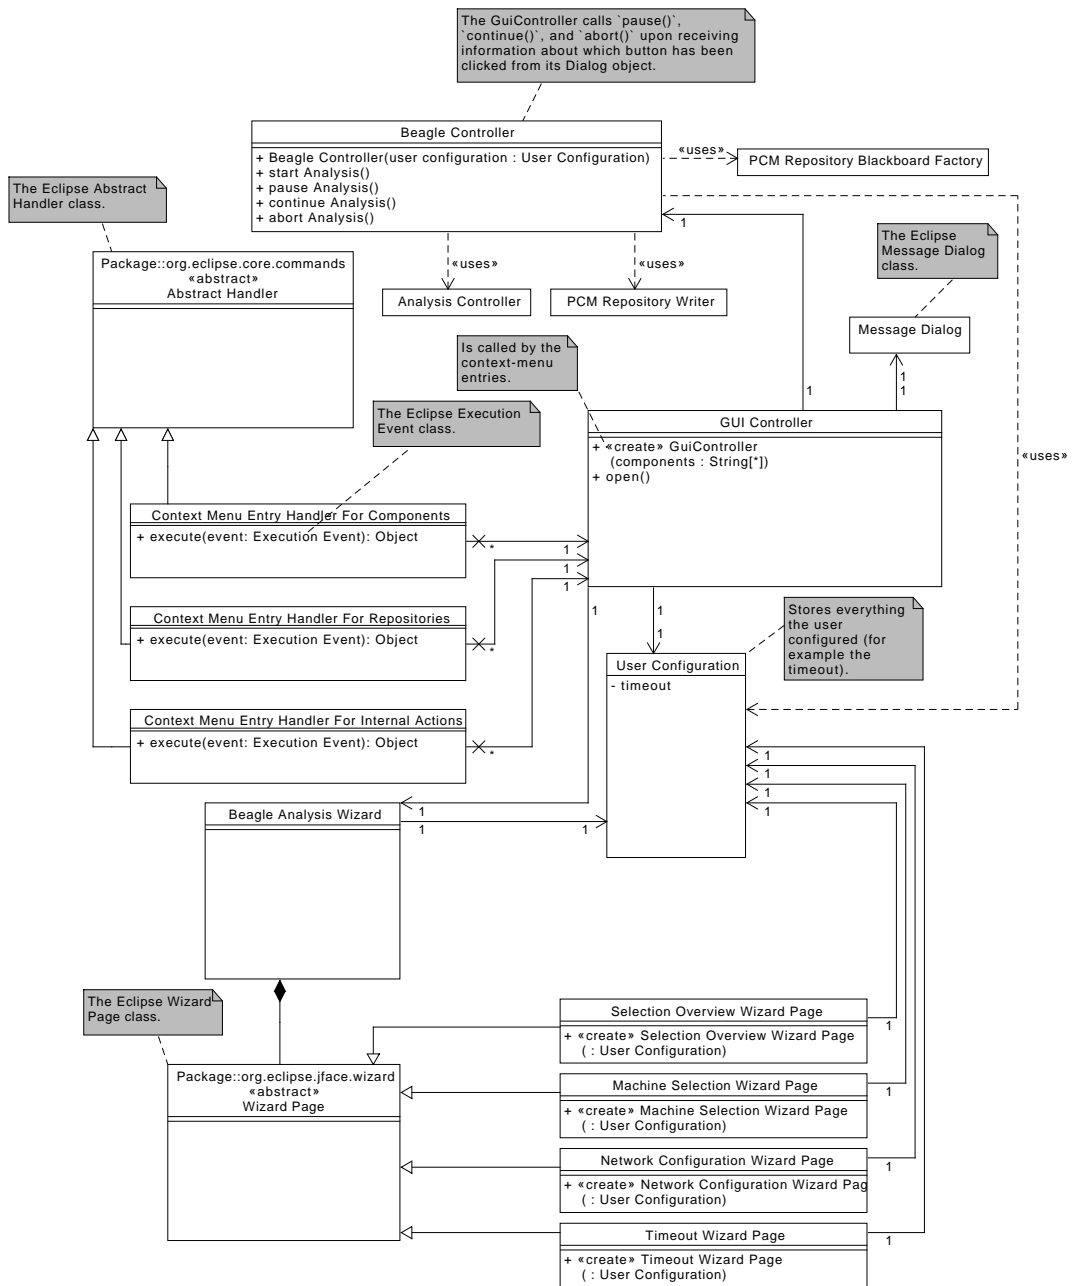 The GuiController calls `pause()`,
`continue()`, and `abort()` upon receiving
information about which button has been
clicked from its Dialog object.
Beagle Controller
+ Beagle Controller(user configuration : User Configuration)
+ start Analysis()
+ pause Analysis()
+ continue Analysis()
+ abort Analysis()
«uses»
PCM Repository Blackboard Factory
The Eclipse Abstract
Handler class.
1
The Eclipse
Message Dialog
class.
Package::org.eclipse.core.commands
«abstract»
Abstract Handler
«uses»
«uses»
Analysis Controller
PCM Repository Writer
Message Dialog
Is called by the
context-menu
entries.
1
1
1
The Eclipse Execution
Event class.
GUI Controller
+ «create» GuiController
(components : String[*])
+ open()
«uses»
Context Menu Entry Handler For Components
+ execute(event: Execution Event): Object
*
1
1
1
Context Menu Entry Handler For Repositories
+ execute(event: Execution Event): Object
*
1
1
1
Stores everything
the user
configured (for
example the
timeout).
User Configuration
- timeout
Context Menu Entry Handler For Internal Actions
+ execute(event: Execution Event): Object
*
1
1
1
1
Beagle Analysis Wizard
1
1
1
The Eclipse Wizard
Page class.
Selection Overview Wizard Page
+ «create» Selection Overview Wizard Page
( : User Configuration)
1
Package::org.eclipse.jface.wizard
«abstract»
Wizard Page
Machine Selection Wizard Page
+ «create» Machine Selection Wizard Page
( : User Configuration)
1
Network Configuration Wizard Page
+ «create» Network Configuration Wizard Pag
( : User Configuration)
1
Timeout Wizard Page
+ «create» Timeout Wizard Page
( : User Configuration)
1